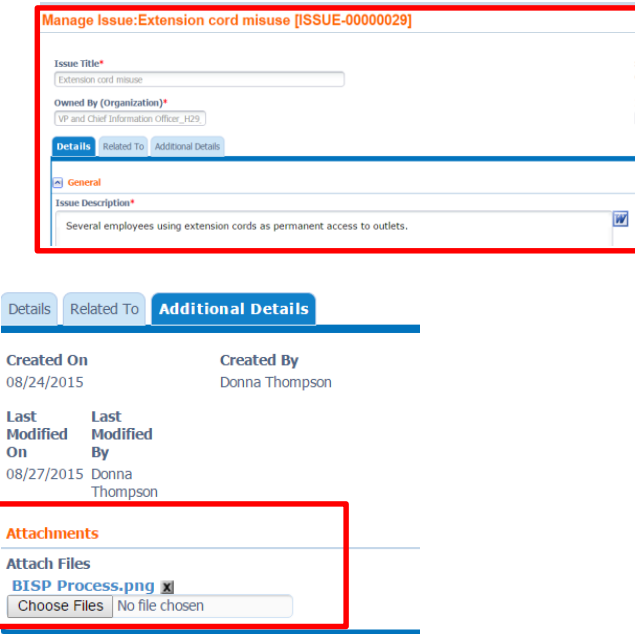 Manage Issue:Extension cord misuse [ISSUE-00000029]
Issue Title*
Extension cord misuse
Owned By (Organization)*
VP and Chief Information Officer_H29_
Details Related To Additional Details
General
Issue Description*
Several employees using extension cords as permanent access to outlets.
W
Details Related To Additional Details
Created On Created By
08/24/2015 Donna Thompson
Last Last
Modified Modified
On By
08/27/2015 Donna
Thompson
Attachments
Attach Files
BISP Process.png x
Choose Files No file chosen